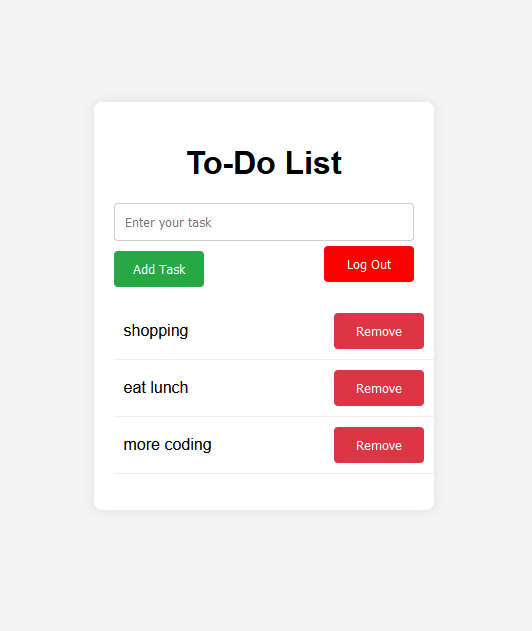 To-Do List
Enter your task
Add Task
Log Out
shopping
Remove
eat lunch
Remove
more coding
Remove